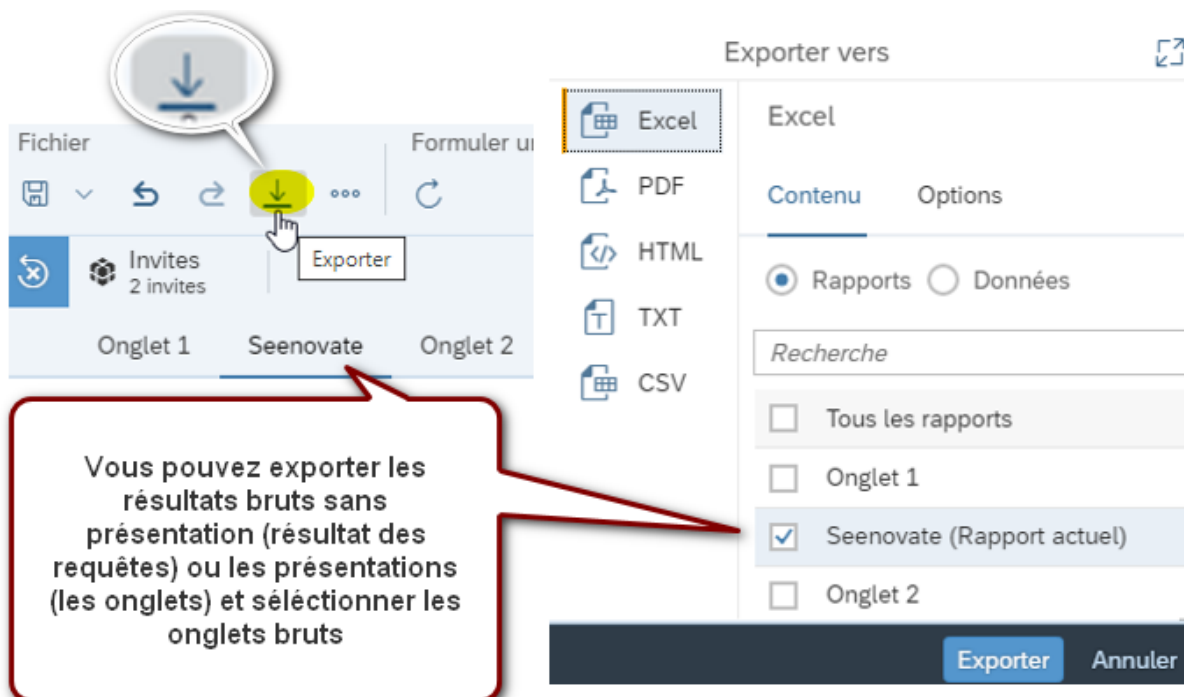 Fichier
Formuler un
Invites
2 invites
Exporter
Onglet 1
Seenovate
Onglet 2
Vous pouvez exporter les
résultats bruts sans
présentation (résultat des
requêtes) ou les présentations
(les onglets) et séléctionner les
onglets bruts
Exporter vers
Excel
PDF
HTML
TXT
CSV
Excel
Contenu
Options
Rapports
Données
Recherche
Tous les rapports
Onglet 1
Seenovate (Rapport actuel)
Onglet 2
Exporter
Annuler